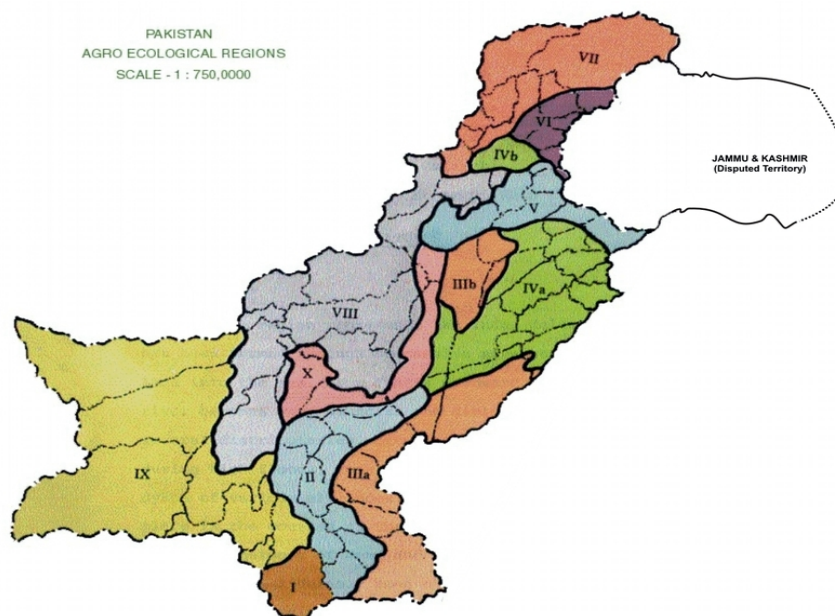 PAKISTAN
AGRO ECOLOGICAL REGIONS
SCALE - 1 : 750,0000
VII
VI
IVb
JAMMU & KASHMIR
(Disputed Territory)
V
IIIb
IVa
VIII
X
IX
II
IIIa
I